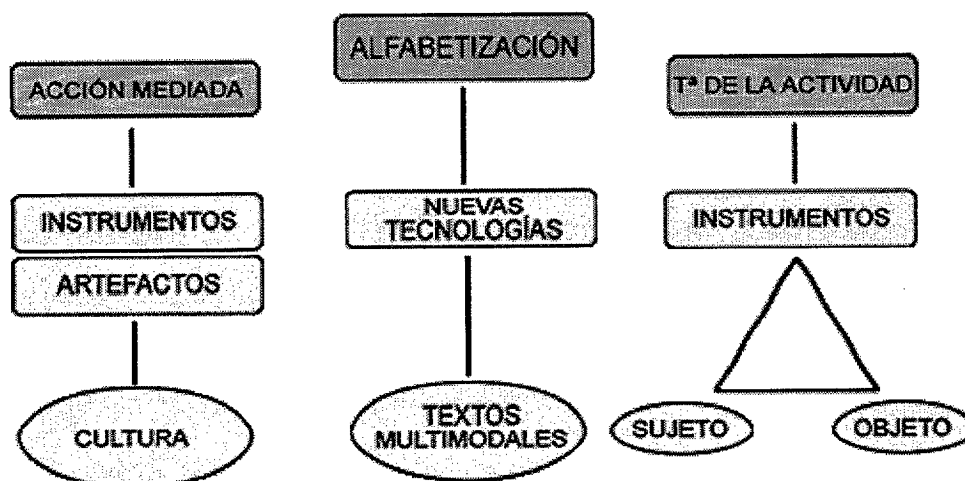 ACCIÓN MEDIADA
INSTRUMENTOS
ARTEFACTOS
CULTURA
ALFABETIZACIÓN
NUEVAS
TECNOLOGÍAS
TEXTOS
MULTIMODALES
Tª DE LA ACTIVIDAD
INSTRUMENTOS
SUJETO
OBJETO